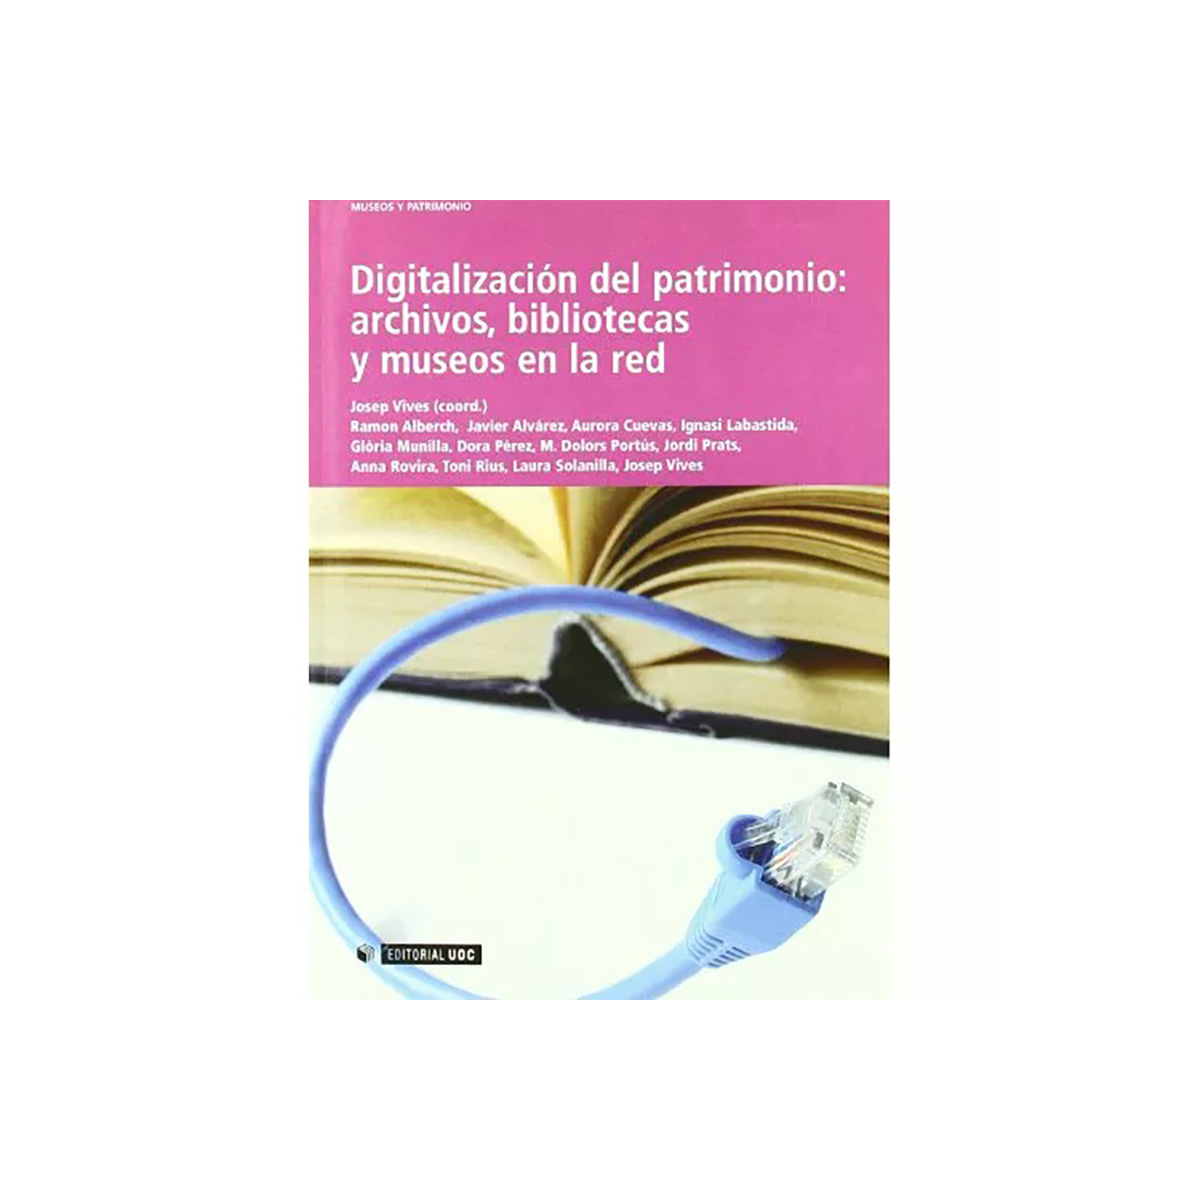 MUSEOS Y PATRIMONIO
Digitalización del patrimonio:
archivos, bibliotecas
y museos en la red
Josep Vives (coord.)
Ramon Alberch, Javier Alvárez, Aurora Cuevas, Ignasi Labastida,
Glòria Munilla, Dora Pérez, M. Dolors Portús, Jordi Prats,
Anna Rovira, Toni Rius, Laura Solanilla, Josep Vives
EDITORIAL UOC